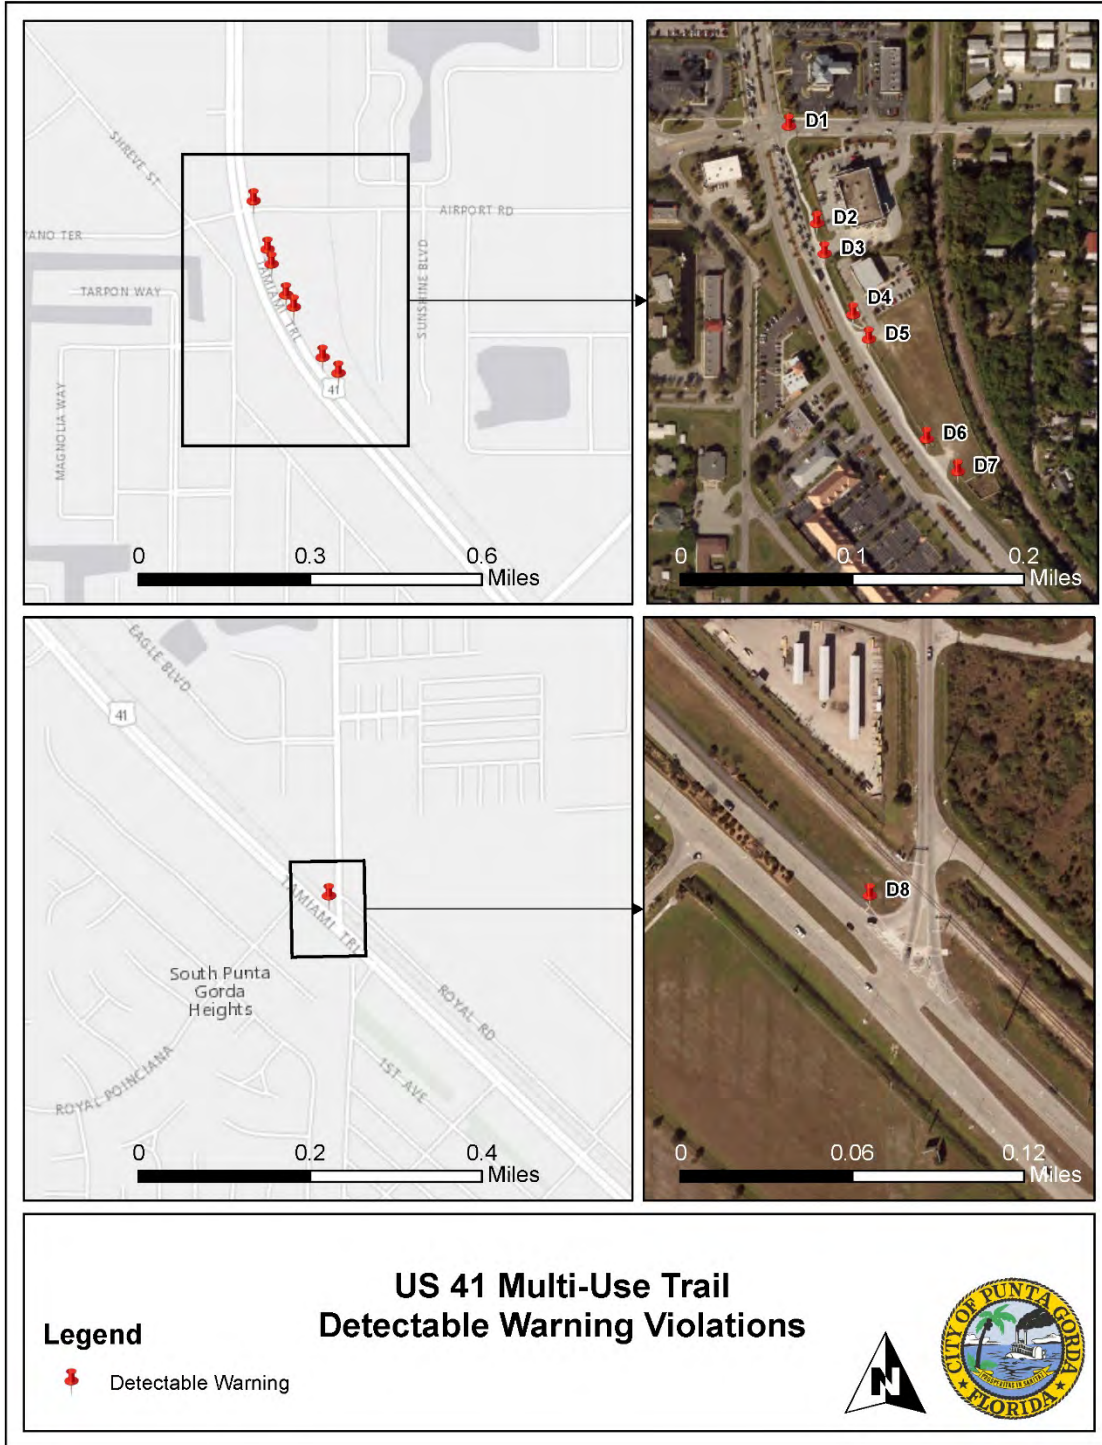 SHREVE ST
PANO TER
AIRPORT RD
TARPON WAY
TAMIAMI TRL
SUNSHINE BLVD
MAGNOLIA WAY
41
0 0.3 0.6
Miles
D1
D2
D3
D4
D5
D6
D7
0 0.1 0.2
Miles
EAGLE BLVD
41
TAMIAMI TRL
South Punta
Gorda
Heights
ROYAL RD
ROYAL POINCIANA
1ST AVE
0 0.2 0.4
Miles
D8
0 0.06 0.12
Miles
US 41 Multi-Use Trail
Detectable Warning Violations
Legend
Detectable Warning
N
CITY OF PUNTA GORDA
FLORIDA